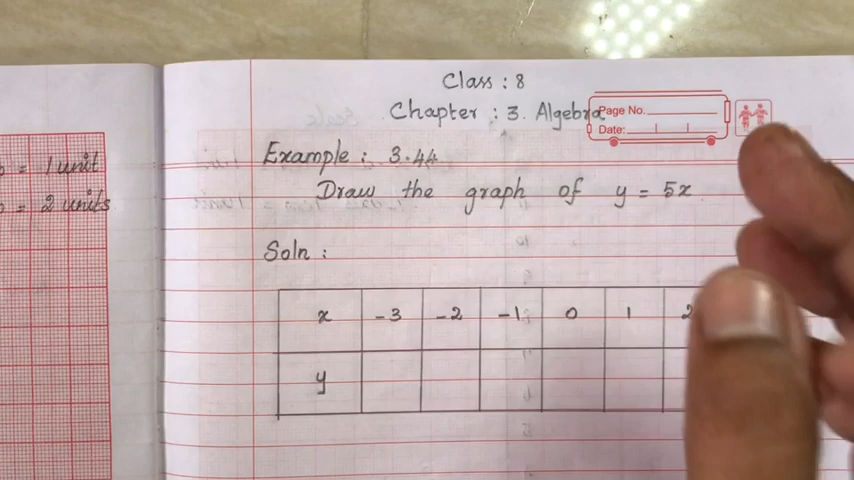 = 1 unit
= 2 units
Class : 8
Chapter : 3. Algebra
Page No.
Date:
Example : 3.44
Draw the graph of y = 5x
Soln :
x -3 -2 -1 0 1 2
y